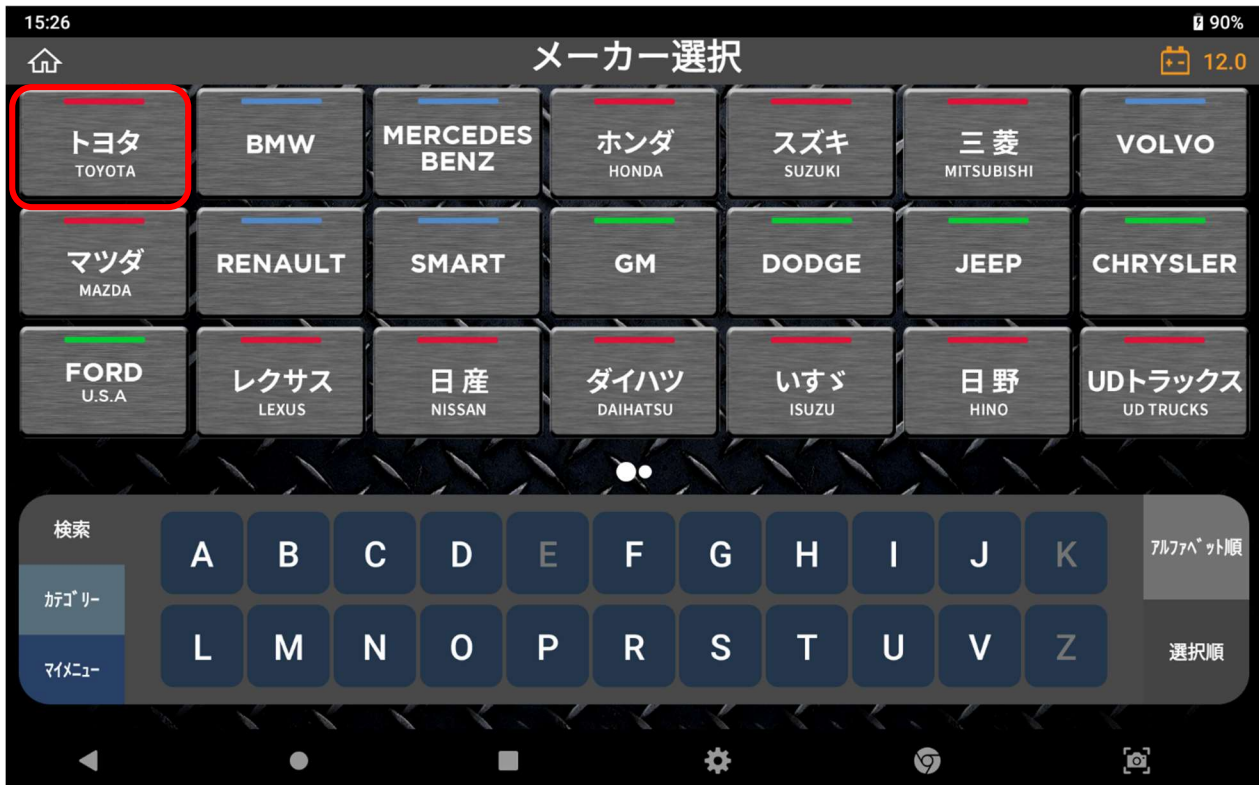 15:26
90%
メーカー選択
12.0
トヨタ
TOYOTA
BMW
MERCEDES
BENZ
ホンダ
HONDA
スズキ
SUZUKI
三菱
MITSUBISHI
VOLVO
マツダ
MAZDA
RENAULT
SMART
GM
DODGE
JEEP
CHRYSLER
FORD
U.S.A
レクサス
LEXUS
日産
NISSAN
ダイハツ
DAIHATSU
いすゞ
ISUZU
日野
HINO
UDトラックス
UD TRUCKS
検索
カテゴリー
マイメニュー
A B C D E F G H I J K
L M N O P R S T U V Z
アルファベット順
選択順